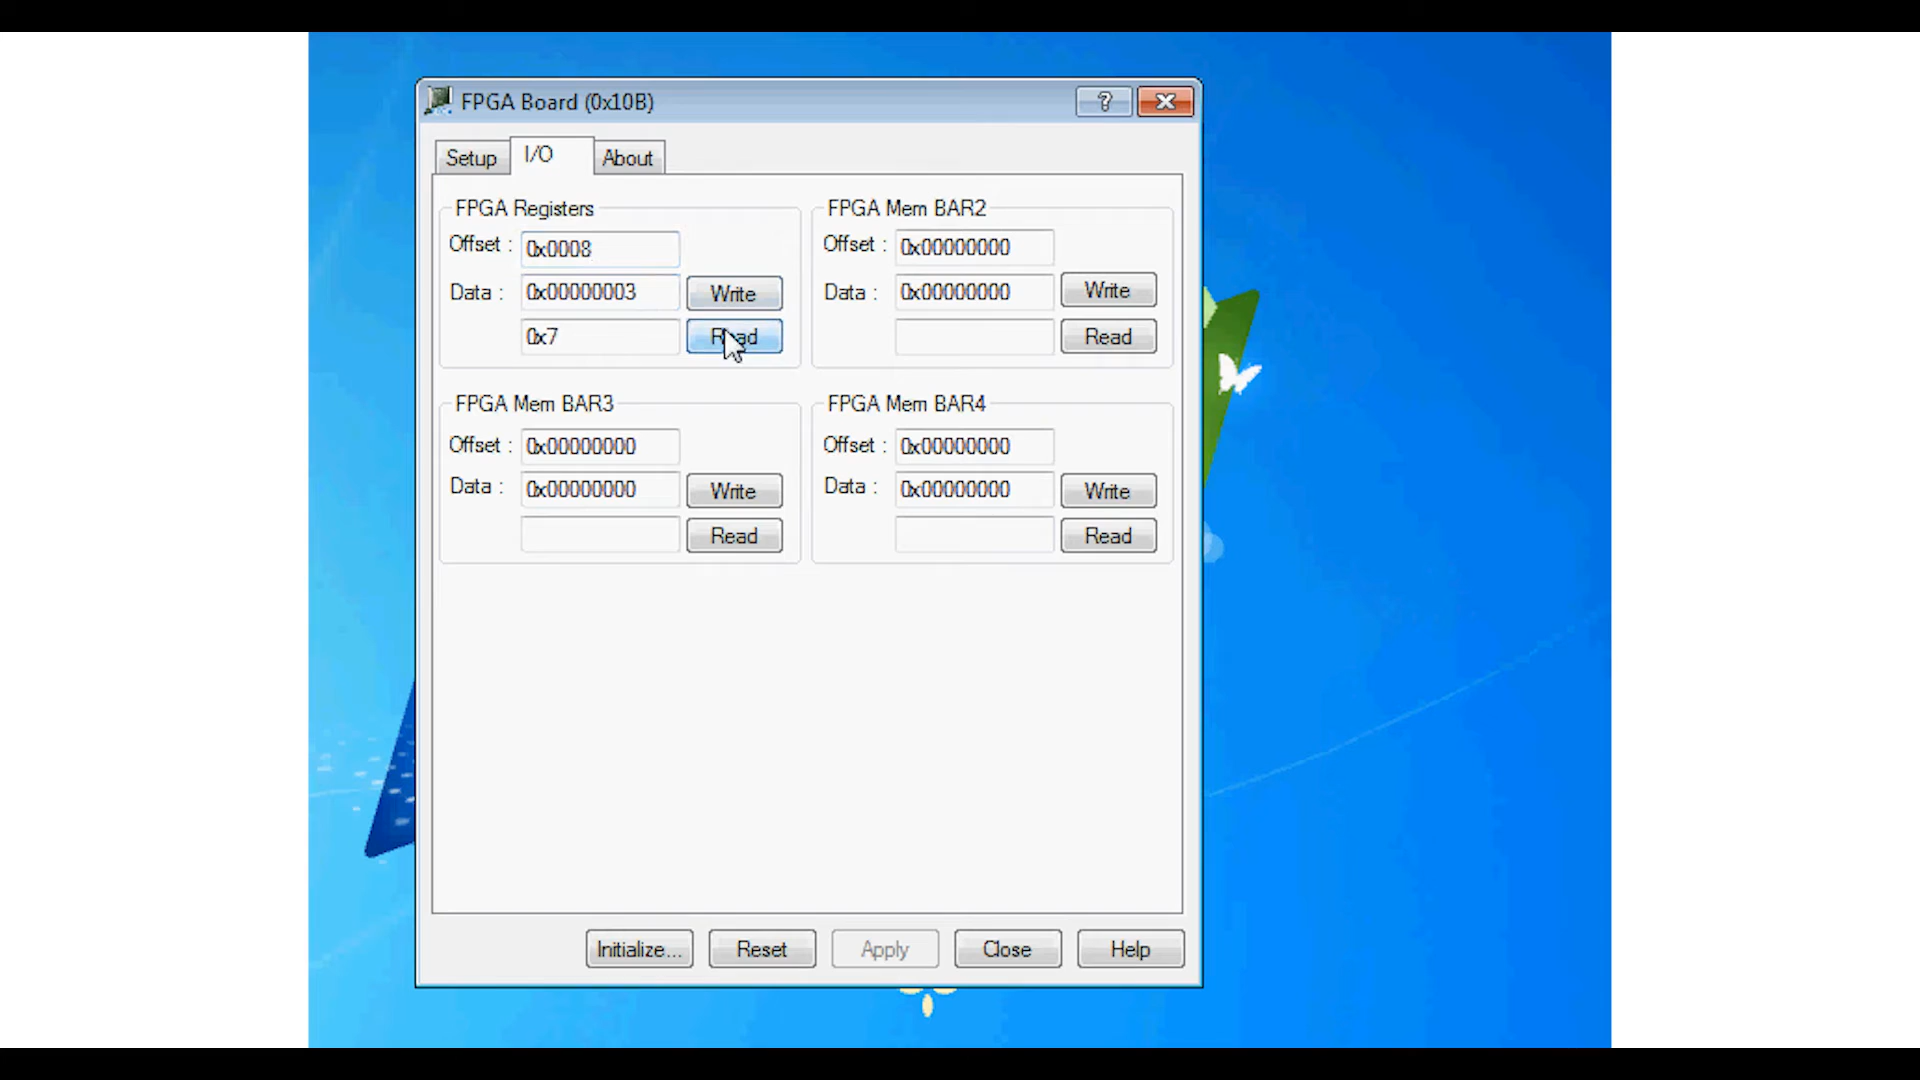 FPGA Board (0x10B)
?
Setup I/O About
FPGA Registers
Offset : 0x0008
Data : 0x00000003 Write
0x7 Read
FPGA Mem BAR2
Offset : 0x00000000
Data : 0x00000000 Write
Read
FPGA Mem BAR3
Offset : 0x00000000
Data : 0x00000000 Write
Read
FPGA Mem BAR4
Offset : 0x00000000
Data : 0x00000000 Write
Read
Initialize... Reset Apply Close Help